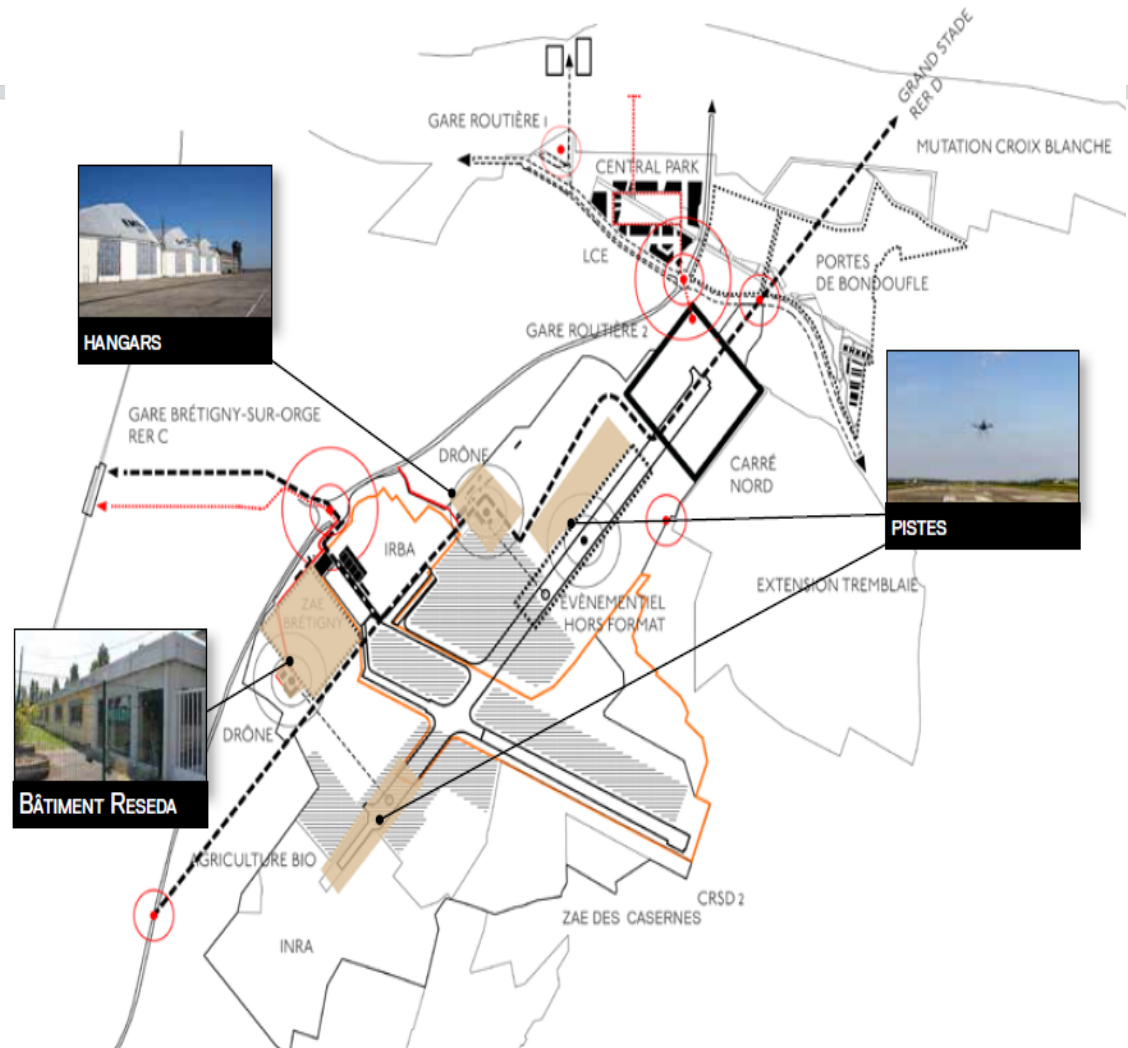 GRAND STADE
RER D
GARE ROUTIÈRE 1
MUTATION CROIX BLANCHE
CENTRAL PARK
LCE
PORTES
DE BONDOUFLE
GARE ROUTIÈRE 2
HANGARS
GARE BRÉTIGNY-SUR-ORGE
RER C
DRÔNE
CARRÉ
NORD
PISTES
IRBA
EXTENSION TREMBLAIE
ZAE
BRÉTIGNY
ÉVÈNEMENTIEL
HORS FORMAT
DRÔNE
BÂTIMENT RESEDA
AGRICULTURE BIO
CRSD 2
ZAE DES CASERNES
INRA